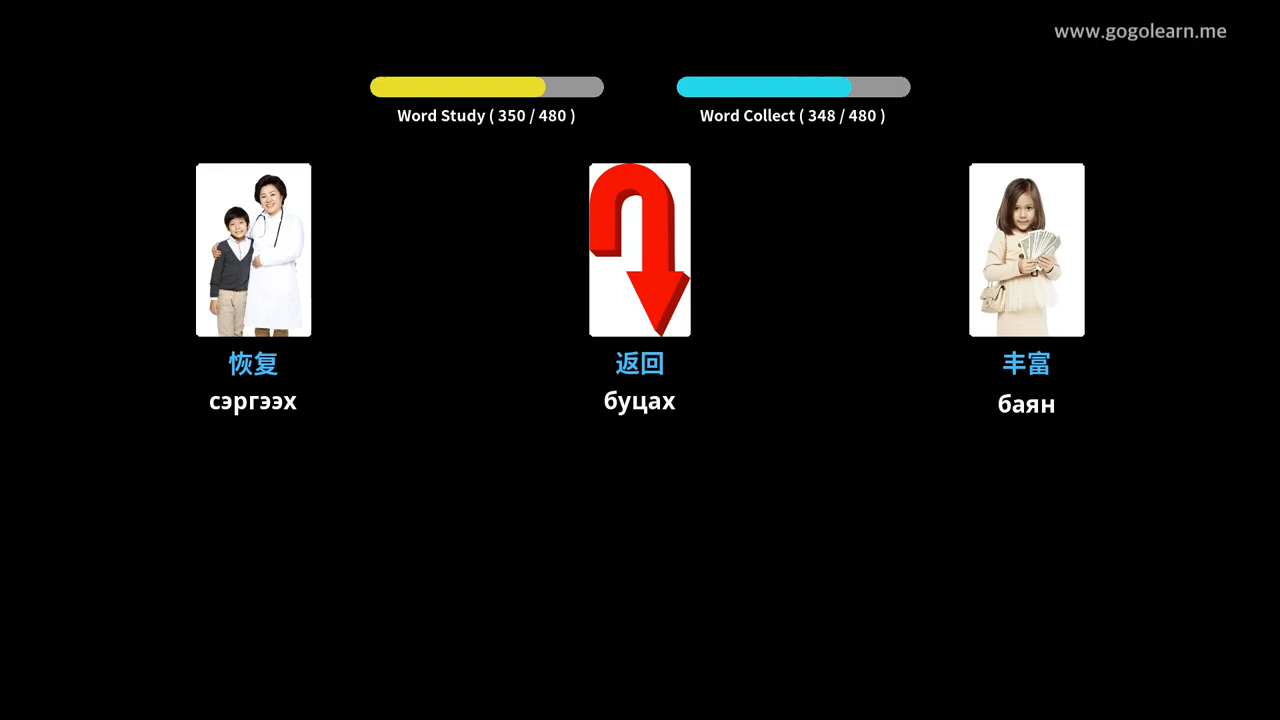 www.gogolearn.me
Word Study ( 350 / 480 )
Word Collect ( 348 / 480 )
恢复
返回
丰富
сэргээх
буцах
баян